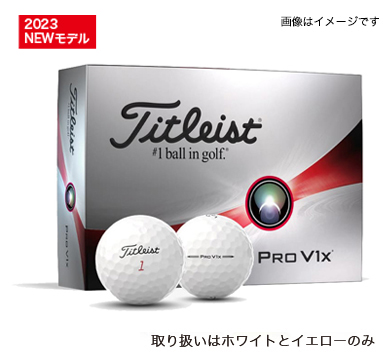 2023
NEWモデル
画像はイメージです
Titleist®
#1 ball in golf.®
PRO V1x
Titleist
1
PRO V1x
取り扱いはホワイトとイエローのみ